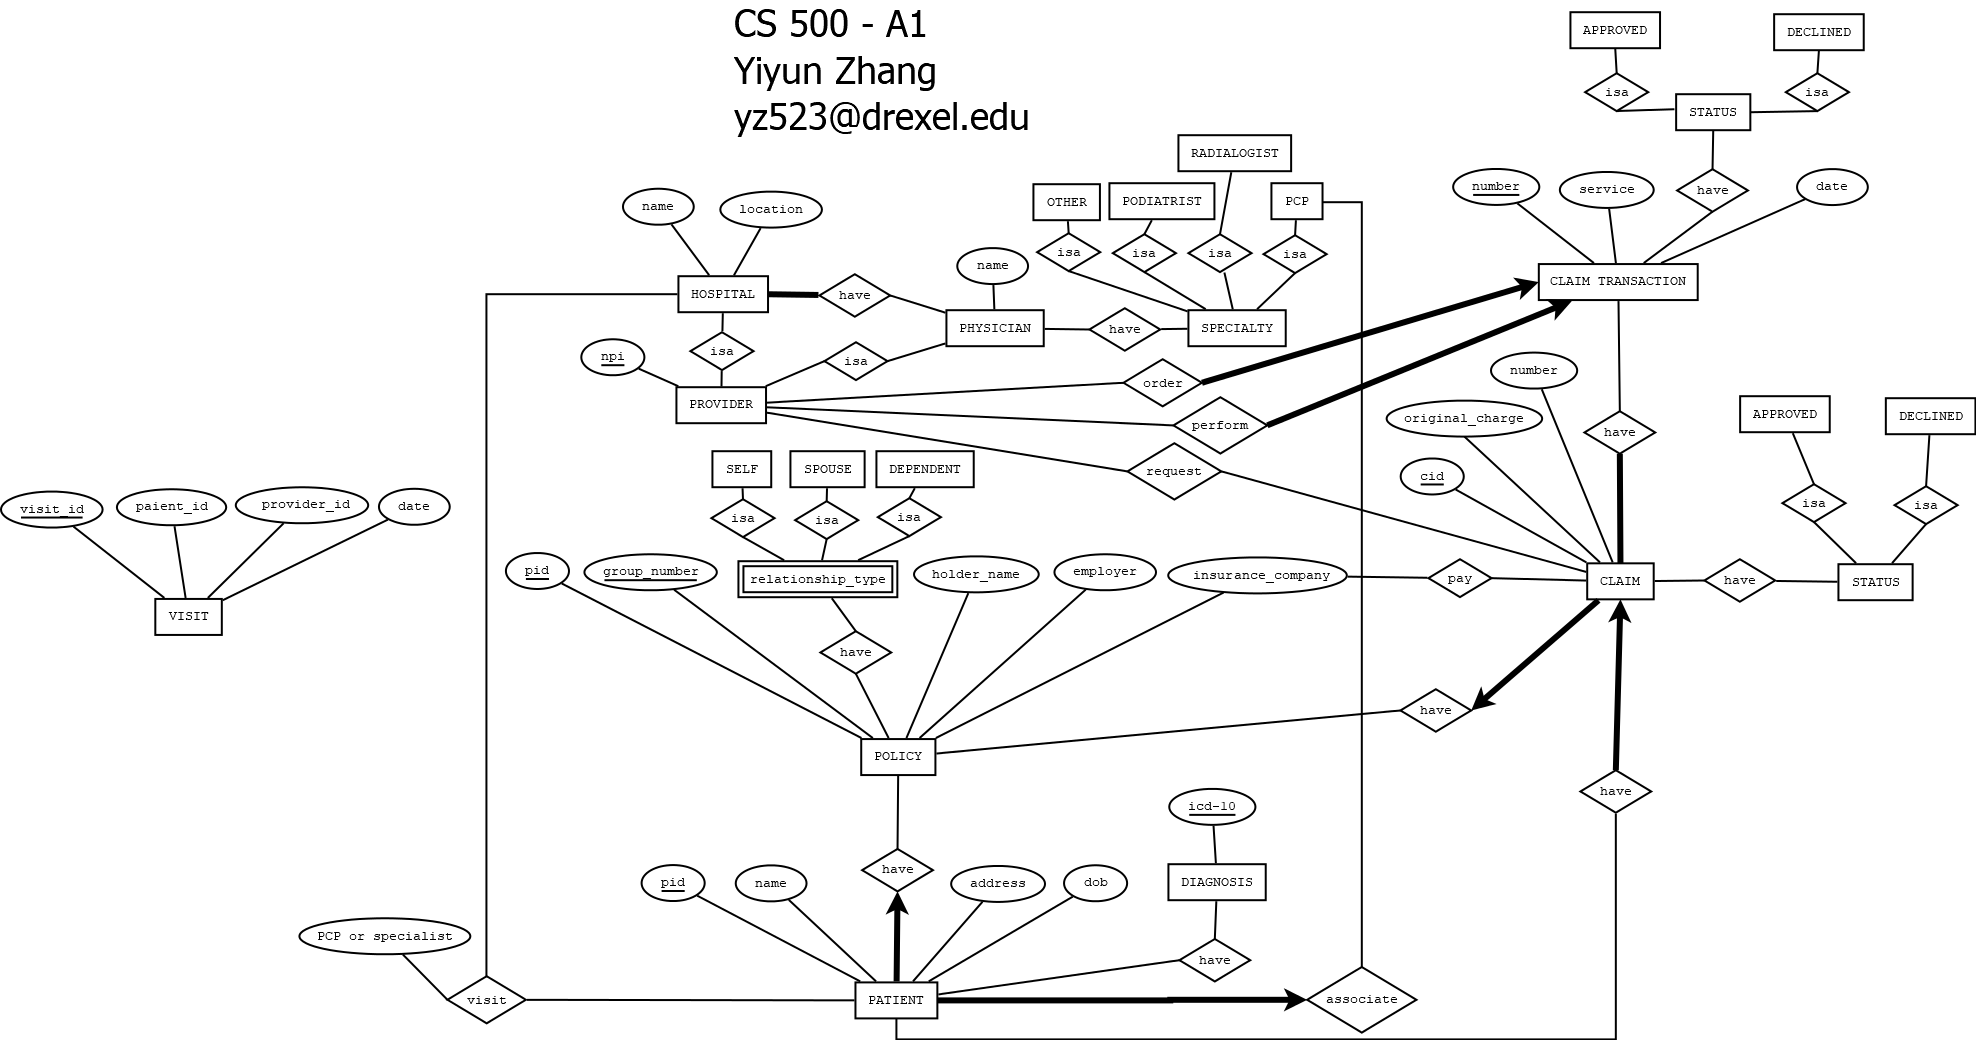 CS 500 - A1
Yiyun Zhang
yz523@drexel.edu
APPROVED
DECLINED
isa
isa
STATUS
RADIALOGIST
number
service
have
date
name
location
OTHER
PODIATRIST
PCP
isa
isa
isa
isa
name
CLAIM TRANSACTION
HOSPITAL
have
PHYSICIAN
have
SPECIALTY
npi
isa
isa
number
order
PROVIDER
perform
original_charge
have
APPROVED
DECLINED
SELF
SPOUSE
DEPENDENT
request
cid
visit_id
paient_id
provider_id
date
isa
isa
isa
isa
isa
pid
group_number
relationship_type
holder_name
employer
insurance_company
pay
CLAIM
have
STATUS
VISIT
have
have
POLICY
have
icd-10
have
pid
name
address
dob
DIAGNOSIS
PCP or specialist
have
visit
PATIENT
associate